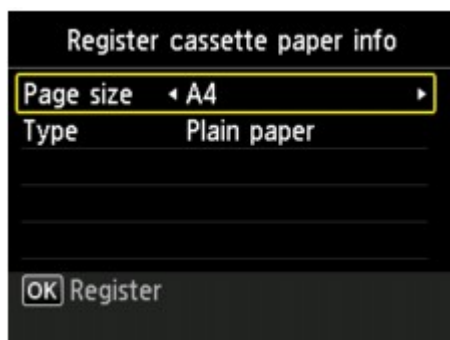 Register cassette paper info
Page size A4
Type Plain paper
OK Register